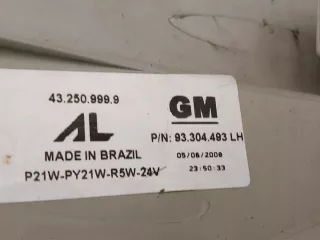 43.250.999.9
GM
AL
P/N: 93.304.493 LH
MADE IN BRAZIL
05/08/2008
P21W-PY21W-R5W-24V
23:50:33